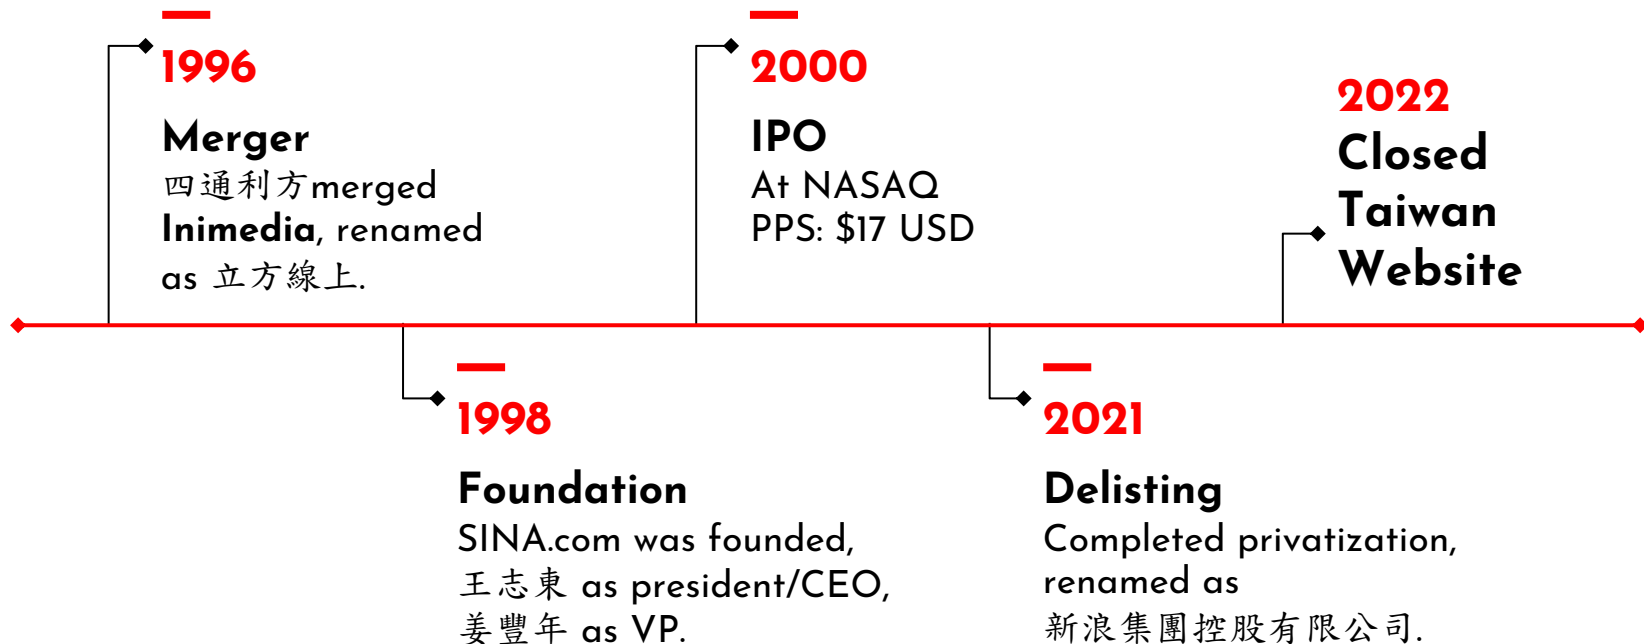 1996
Merger
四通利方merged
Inimedia, renamed
as 立方線上.
1998
Foundation
SINA.com was founded,
王志東 as president/CEO,
姜豐年 as VP.
2000
IPO
At NASAQ
PPS: $17 USD
2021
Delisting
Completed privatization,
renamed as
新浪集團控股有限公司.
2022
Closed
Taiwan
Website